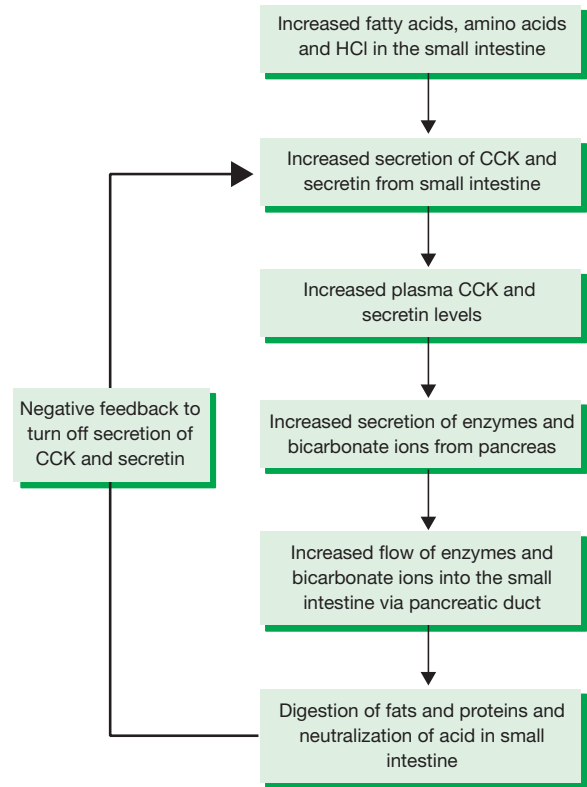 Increased fatty acids, amino acids
and HCl in the small intestine
Increased secretion of CCK and
secretin from small intestine
Increased plasma CCK and
secretin levels
Negative feedback to
turn off secretion of
CCK and secretin
Increased secretion of enzymes and
bicarbonate ions from pancreas
Increased flow of enzymes and
bicarbonate ions into the small
intestine via pancreatic duct
Digestion of fats and proteins and
neutralization of acid in small
intestine